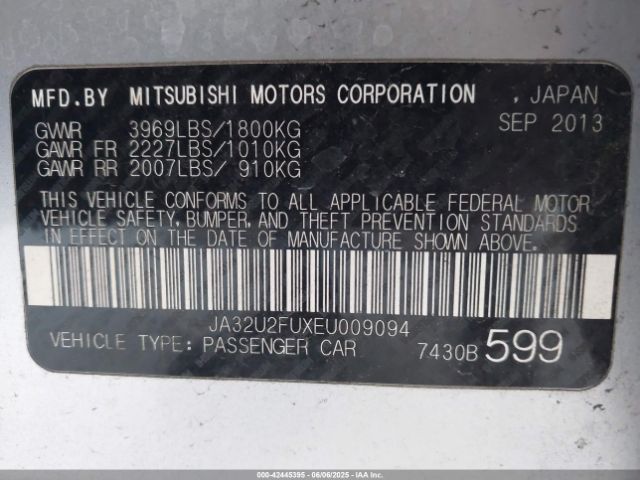 MFD.BY MITSUBISHI MOTORS CORPORATION , JAPAN
GVWR 3969LBS/1800KG SEP 2013
GAWR FR 2227LBS/1010KG
GAWR RR 2007LBS/ 910KG
THIS VEHICLE CONFORMS TO ALL APPLICABLE FEDERAL MOTOR
VEHICLE SAFETY, BUMPER, AND THEFT PREVENTION STANDARDS
IN EFFECT ON THE DATE OF MANUFACTURE SHOWN ABOVE.
JA32U2FUXEU009094
VEHICLE TYPE: PASSENGER CAR 7430B 599
000-42445395 - 06/06/2025 - IAAI.COM